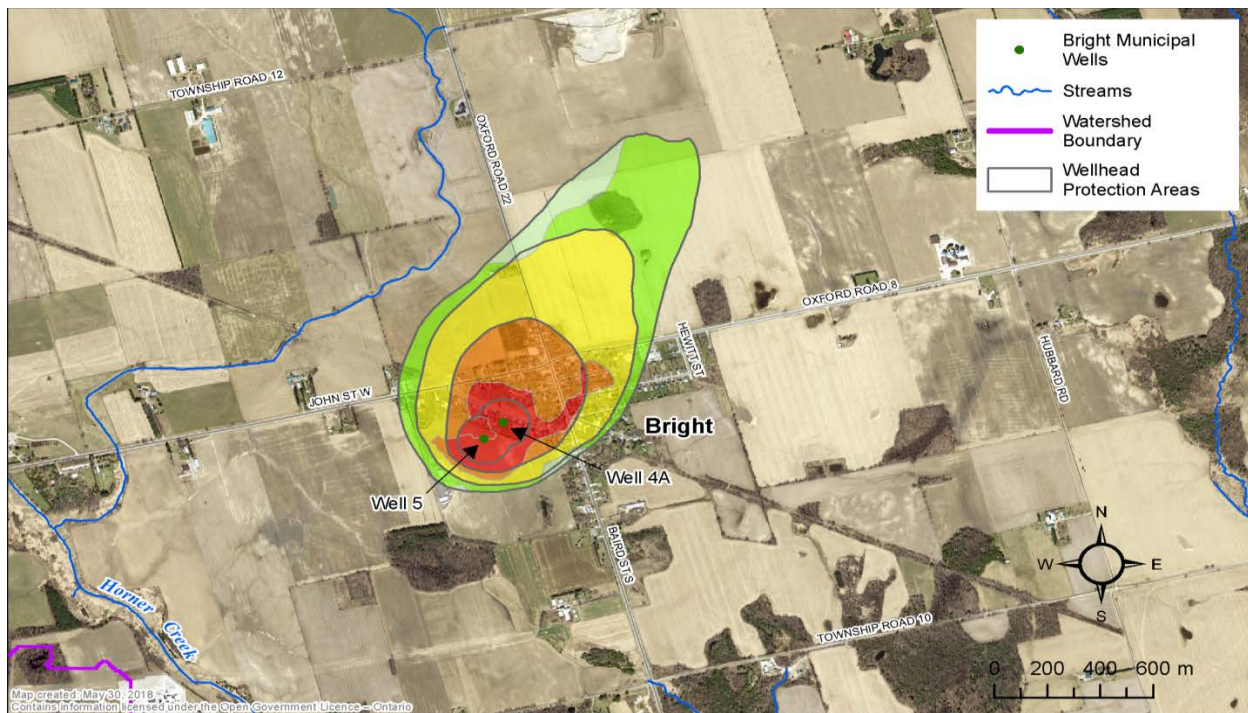 Bright Municipal
Wells
Streams
Watershed
Boundary
Wellhead
Protection Areas
TOWNSHIP ROAD 12
OXFORD ROAD 22
OXFORD ROAD 8
HEWITT ST
HUBBARD RD
JOHN ST W
Bright
Well 4A
Well 5
BAIRD ST S
N
W
E
S
Horner
Creek
TOWNSHIP ROAD 10
0 200 400 600 m
Map created: May 30, 2018
Contains information licensed under the Open Government Licence – Ontario